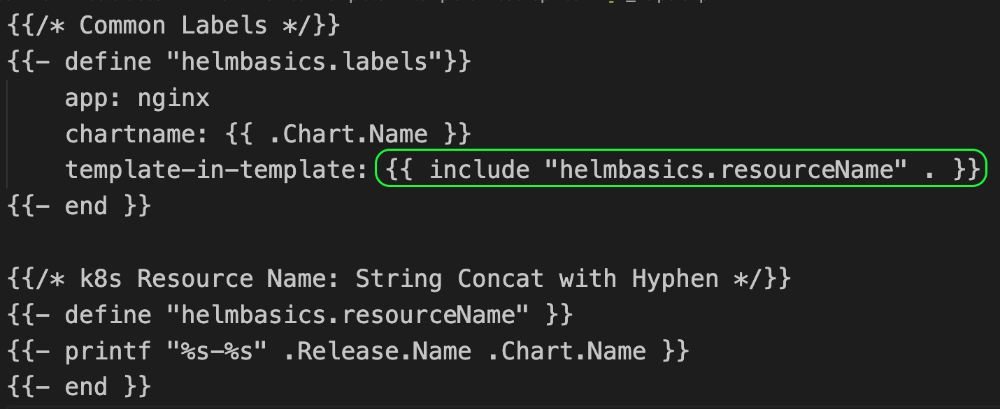 {{/* Common Labels */}}
{{- define "helmbasics.labels"}}
    app: nginx
    chartname: {{ .Chart.Name }}
    template-in-template: {{ include "helmbasics.resourceName" . }}
{{- end }}

{{/* k8s Resource Name: String Concat with Hyphen */}}
{{- define "helmbasics.resourceName" }}
{{- printf "%s-%s" .Release.Name .Chart.Name }}
{{- end }}